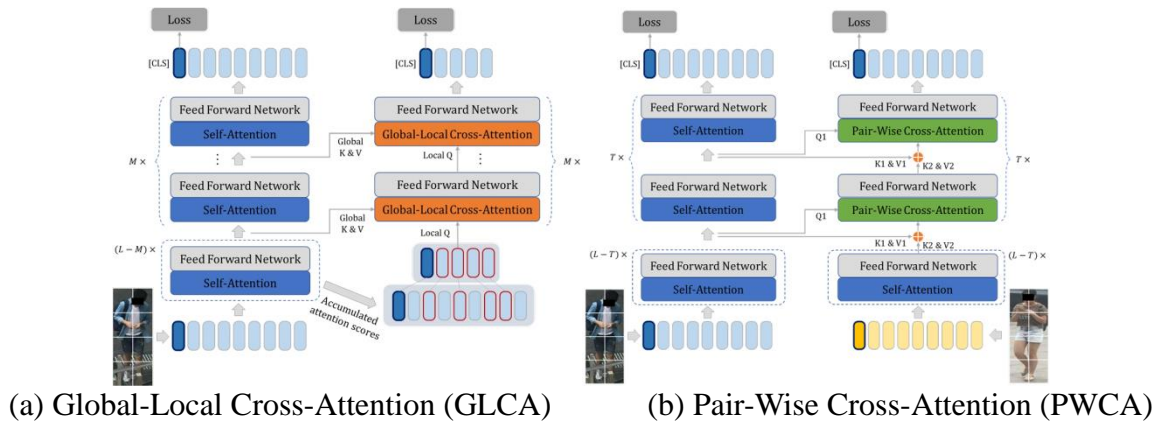 Loss
Loss
[CLS]
[CLS]
Feed Forward Network
Self-Attention
Feed Forward Network
Global-Local Cross-Attention
Global
K & V
Local Q
⋮
⋮
M ×
M ×
Feed Forward Network
Self-Attention
Feed Forward Network
Global-Local Cross-Attention
Global
K & V
Local Q
(L − M) ×
Feed Forward Network
Self-Attention
Accumulated
attention scores
(a) Global-Local Cross-Attention (GLCA)
Loss
Loss
[CLS]
[CLS]
Feed Forward Network
Self-Attention
Feed Forward Network
Pair-Wise Cross-Attention
Q1
K1 & V1
K2 & V2
T ×
T ×
Feed Forward Network
Self-Attention
Feed Forward Network
Pair-Wise Cross-Attention
Q1
K1 & V1
K2 & V2
(L − T) ×
(L − T) ×
Feed Forward Network
Self-Attention
Feed Forward Network
Self-Attention
(b) Pair-Wise Cross-Attention (PWCA)